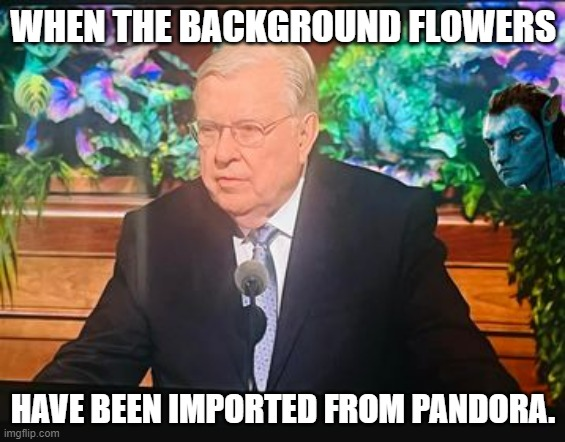 WHEN THE BACKGROUND FLOWERS
HAVE BEEN IMPORTED FROM PANDORA.
imgflip.com